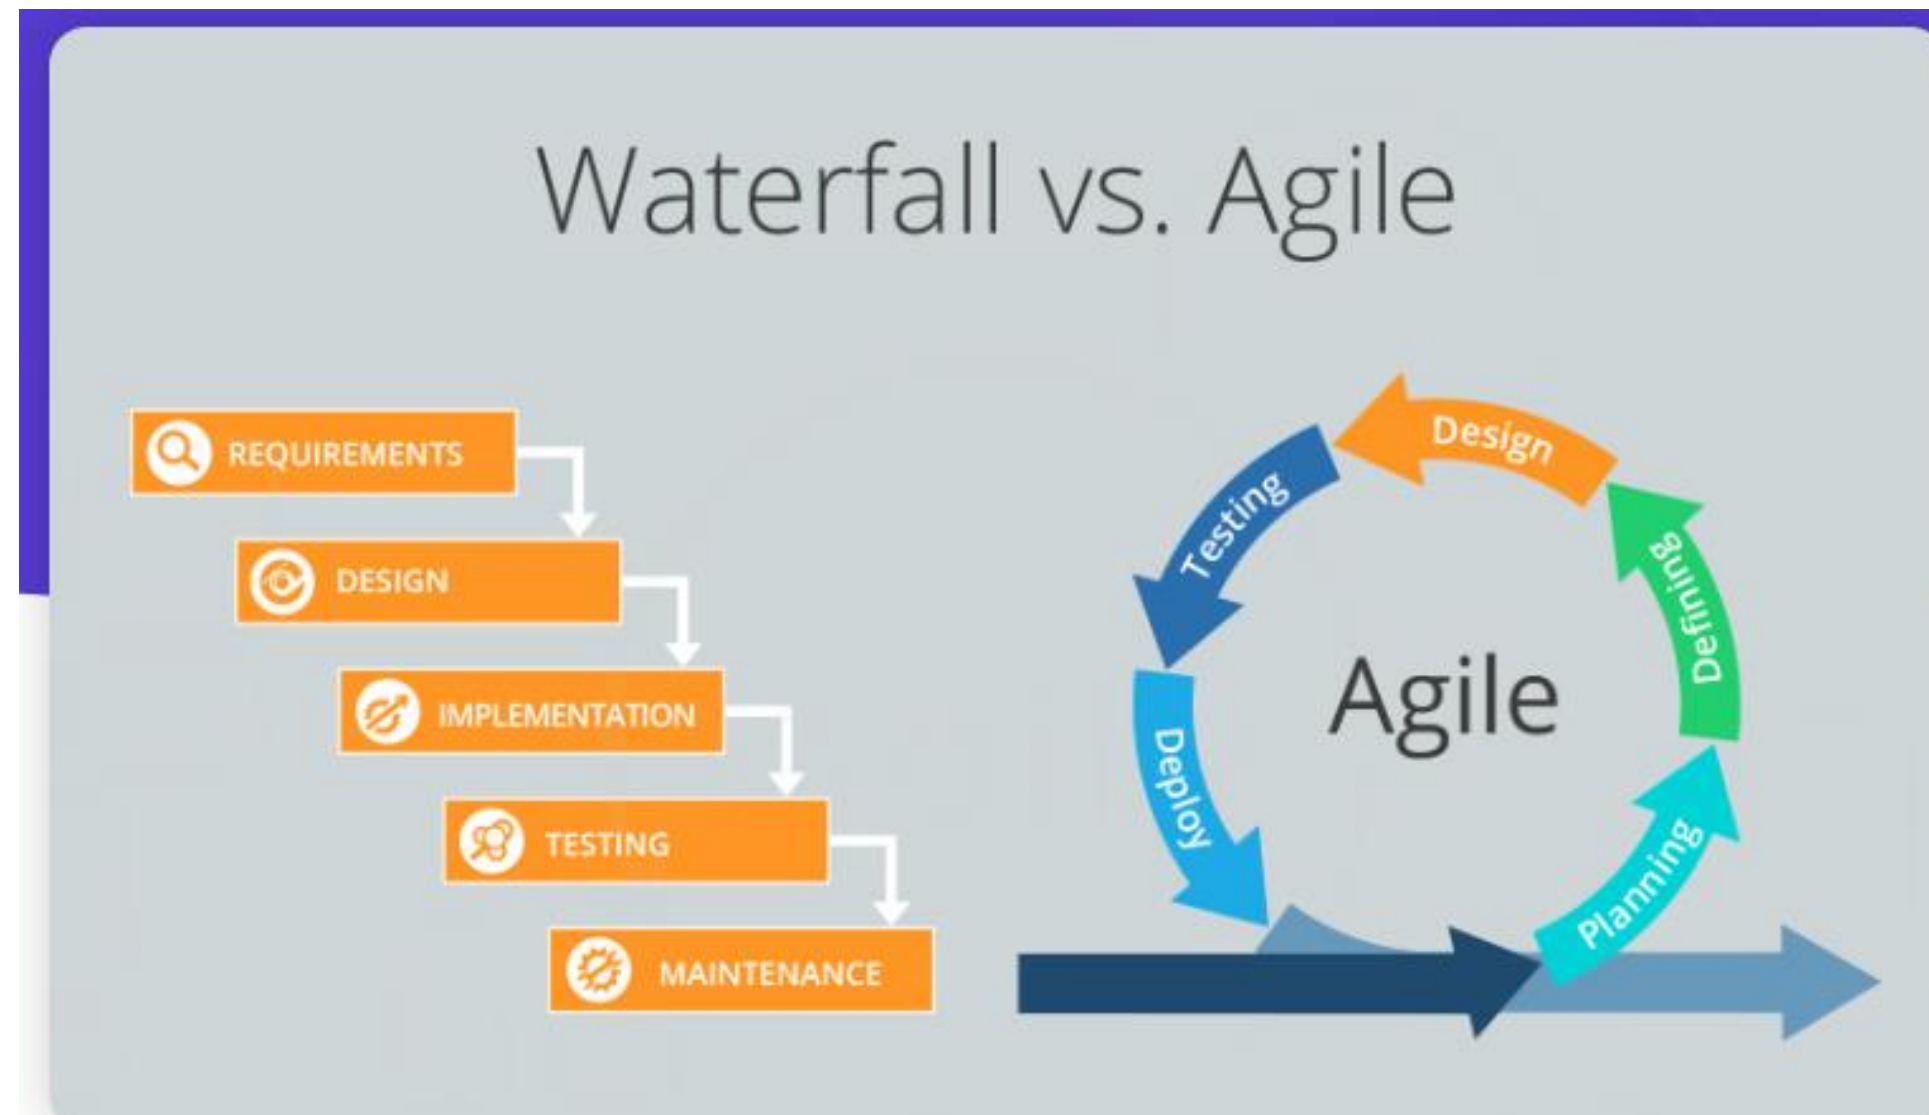 Waterfall vs. Agile
REQUIREMENTS
DESIGN
IMPLEMENTATION
TESTING
MAINTENANCE
Design
Testing
Defining
Agile
Deploy
Planning